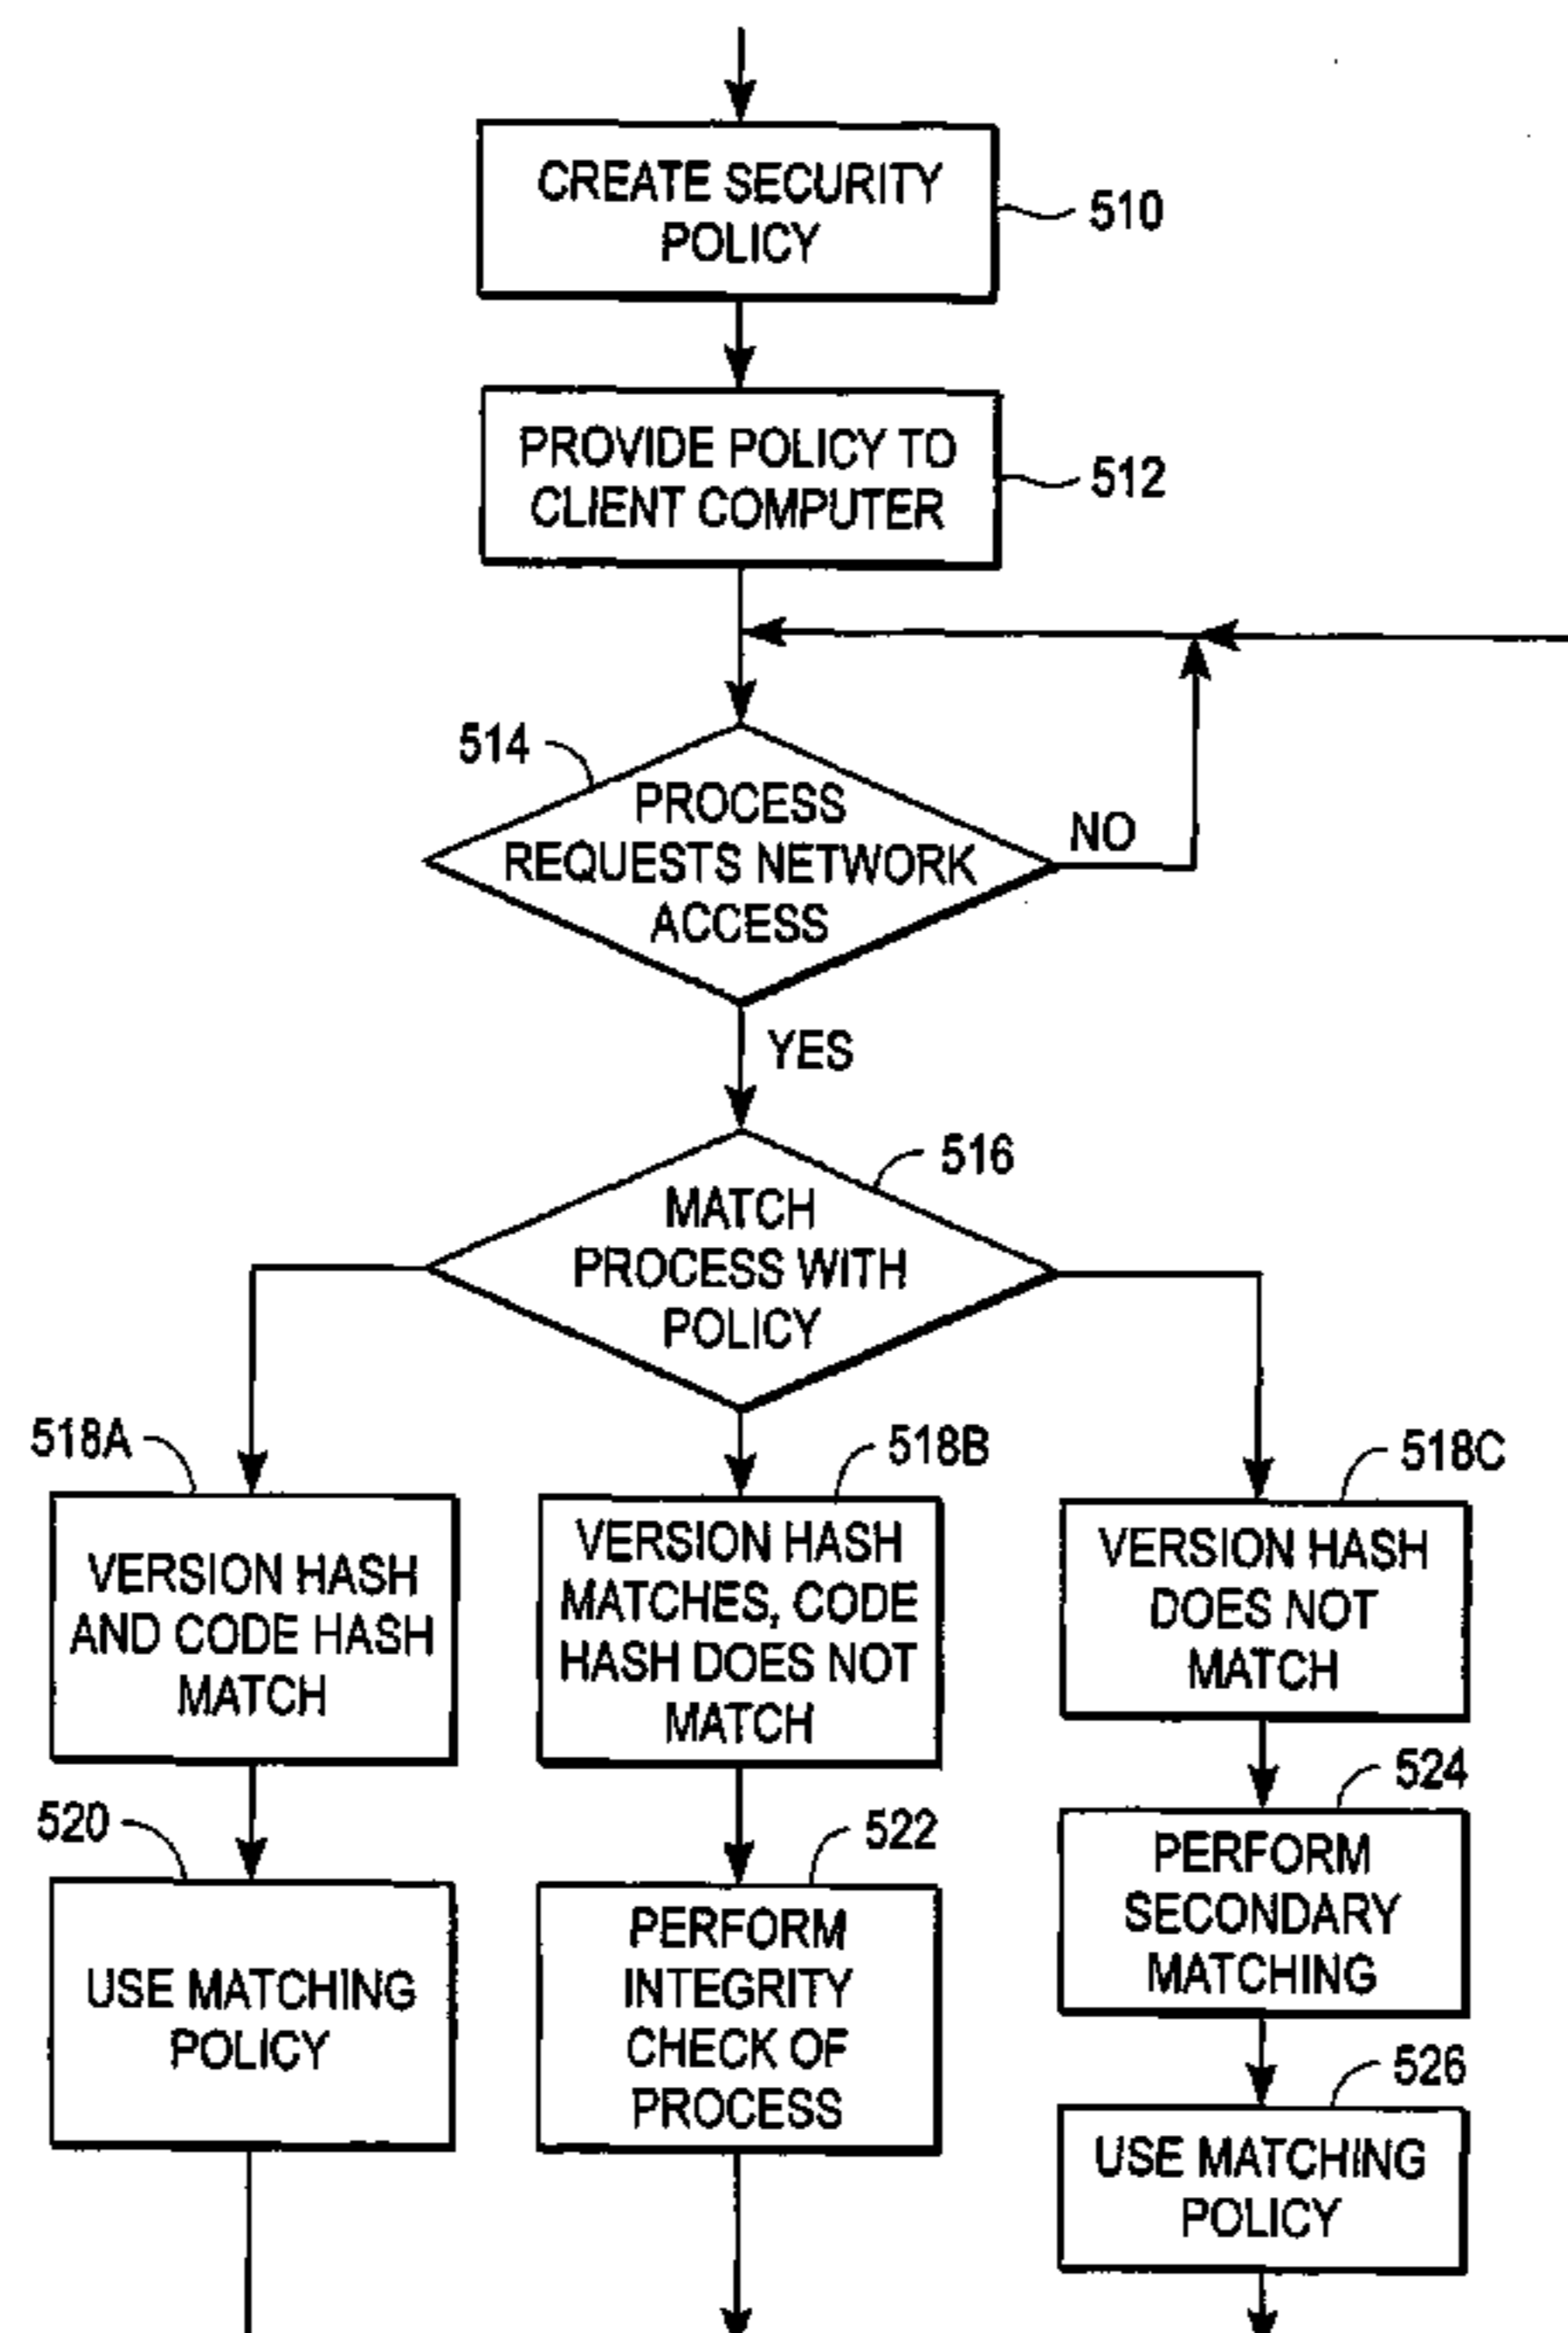 CREATE SECURITY
POLICY
510
PROVIDE POLICY TO
CLIENT COMPUTER
512
514
PROCESS
REQUESTS NETWORK
ACCESS
NO
YES
516
MATCH
PROCESS WITH
POLICY
518A
VERSION HASH
AND CODE HASH
MATCH
518B
VERSION HASH
MATCHES, CODE
HASH DOES NOT
MATCH
518C
VERSION HASH
DOES NOT
MATCH
520
USE MATCHING
POLICY
522
PERFORM
INTEGRITY
CHECK OF
PROCESS
524
PERFORM
SECONDARY
MATCHING
526
USE MATCHING
POLICY